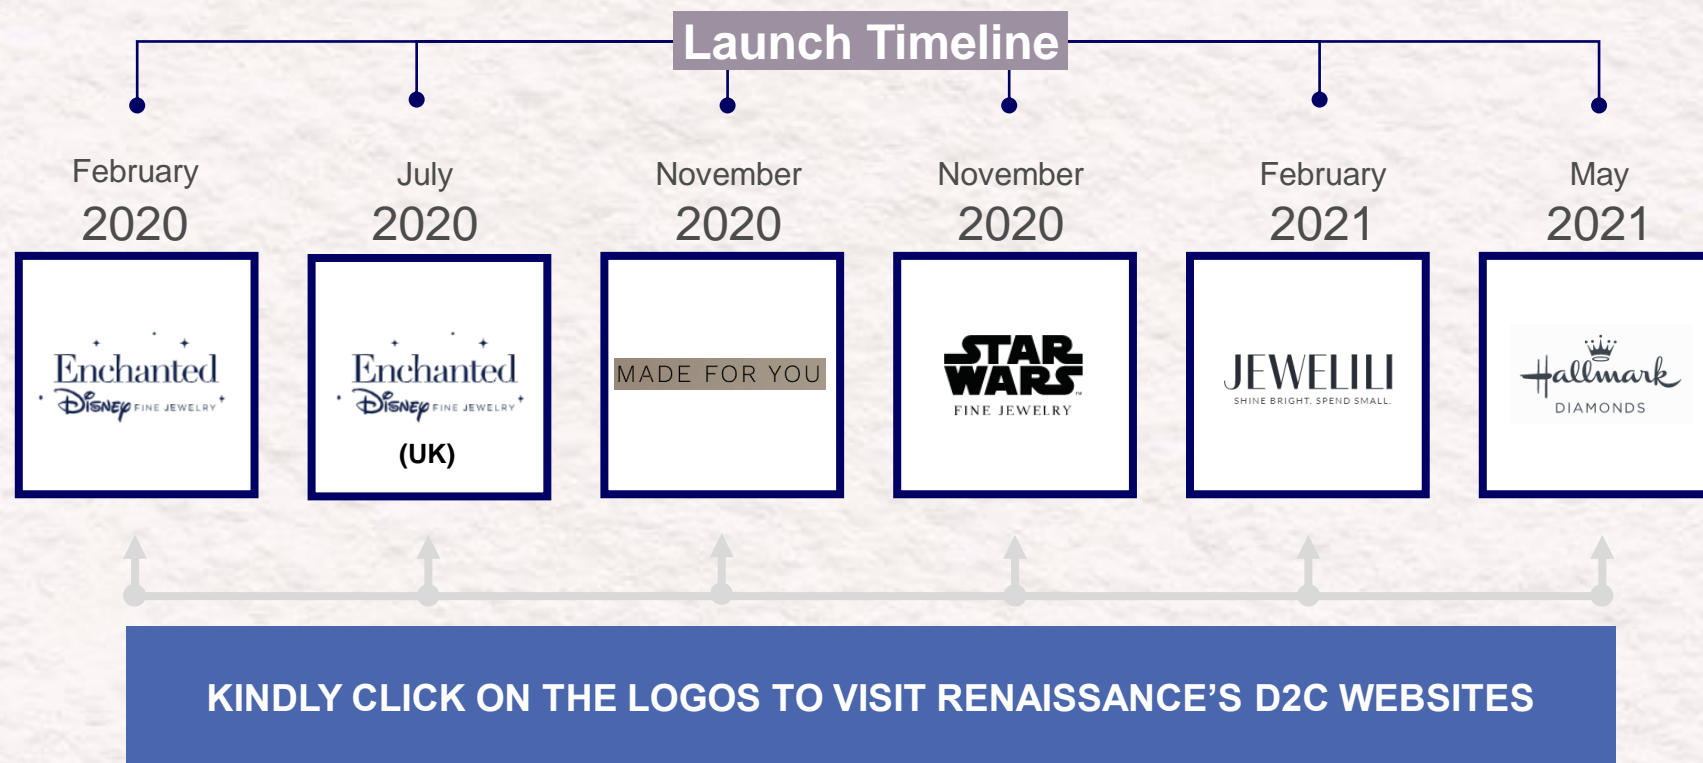 Launch Timeline
February
2020
July
2020
November
2020
November
2020
February
2021
May
2021
Enchanted
Disney FINE JEWELRY
Enchanted
Disney FINE JEWELRY
(UK)
MADE FOR YOU
STAR
WARS™
FINE JEWELRY
JEWELILI
SHINE BRIGHT. SPEND SMALL.
Hallmark
DIAMONDS
KINDLY CLICK ON THE LOGOS TO VISIT RENAISSANCE’S D2C WEBSITES